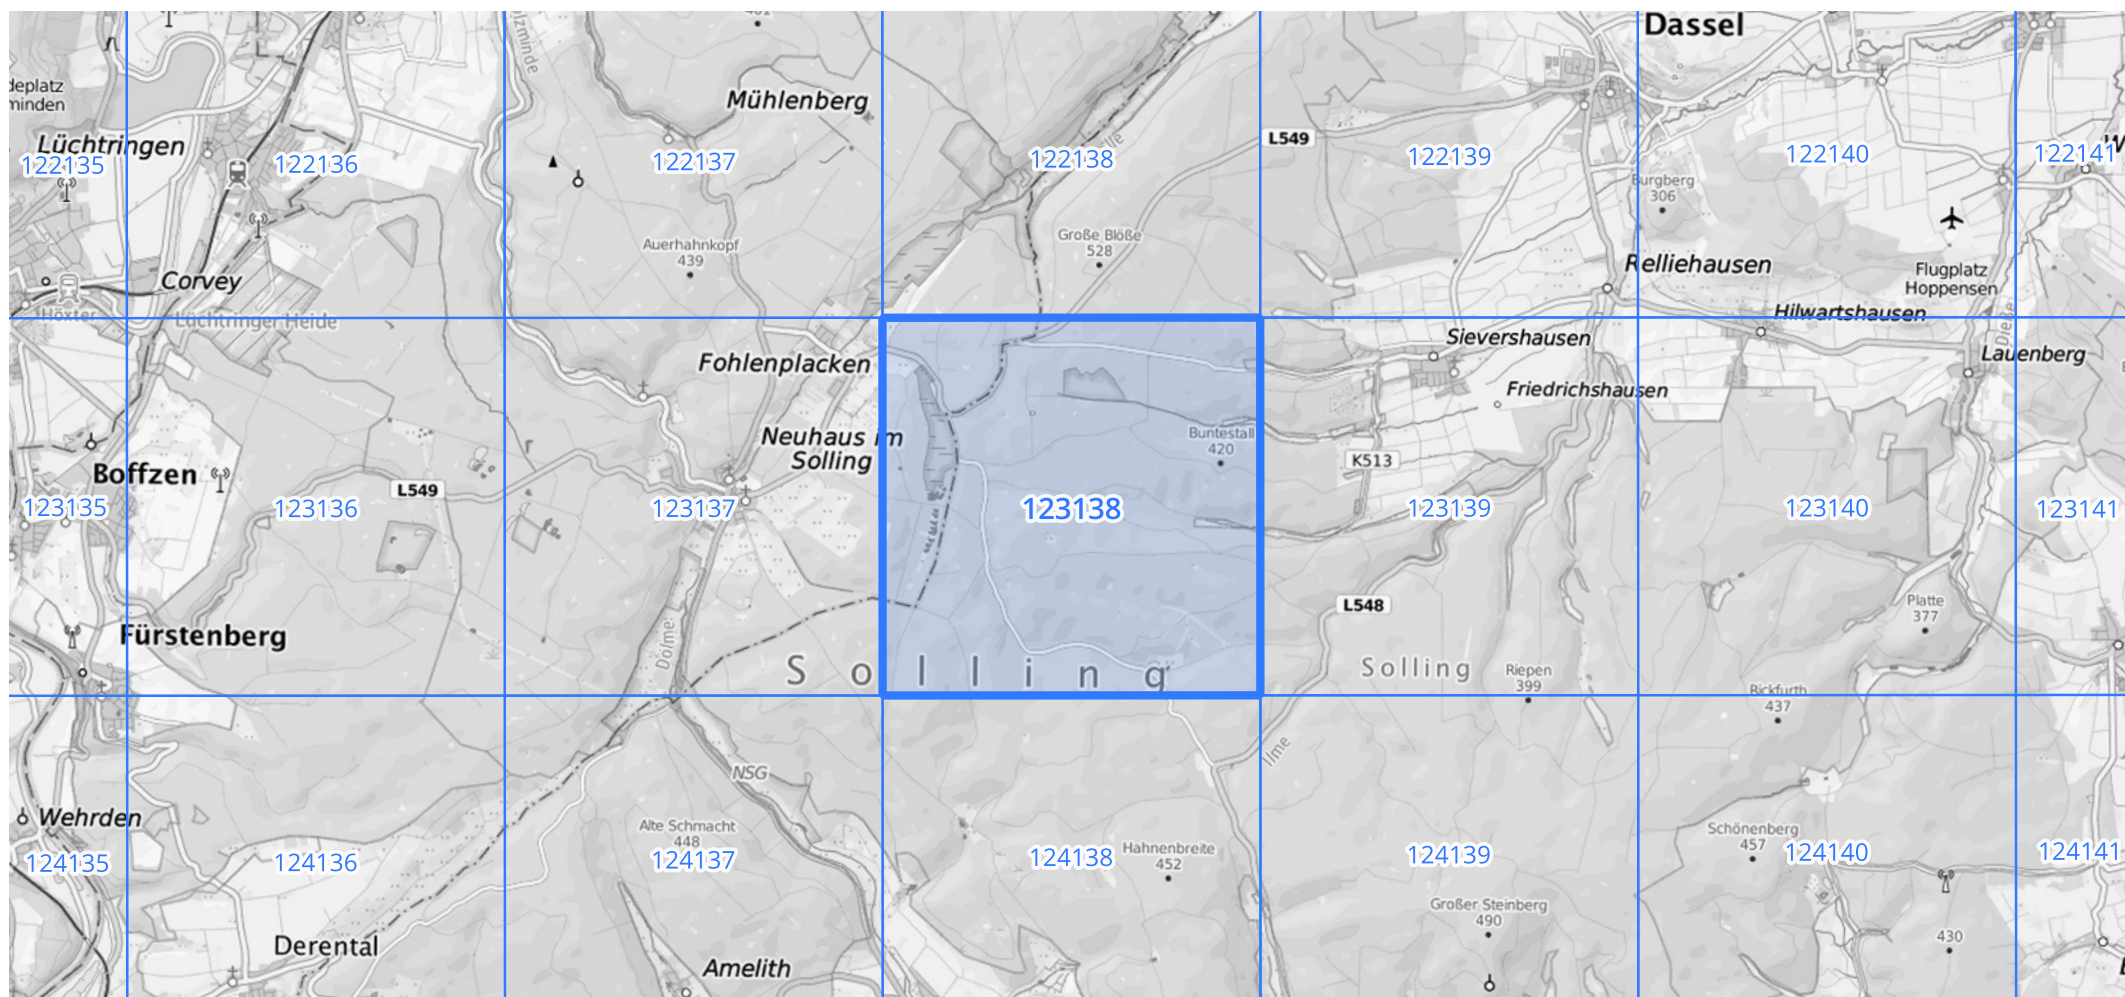 Dassel
deplatz
minden
olzminde
Mühlenberg
Lüchtringen
L549
elle
W
122135
122136
122137
122138
122139
122140
122141
Burgberg
306
Auerhahnkopf
439
Große Blöße
528
Relliehausen
Flugplatz
Hoppensen
Corvey
Höxter
Lüchtringer Heide
Hilwartshausen
Dieße
Sievershausen
Lauenberg
Fohlenplacken
Friedrichshausen
Neuhaus im
Solling
Buntestall
420
K513
Boffzen
L549
123135
123136
123137
123138
123139
123140
123141
L548
Platte
377
Fürstenberg
Dölme
Solling
Solling
Riepen
399
Rickfurth
437
Ilme
NSG
Wehrden
Alte Schmacht
448
Hahnenbreite
452
Schönenberg
457
124135
124136
124137
124138
124139
124140
124141
Großer Steinberg
490
430
Derental
Amelith